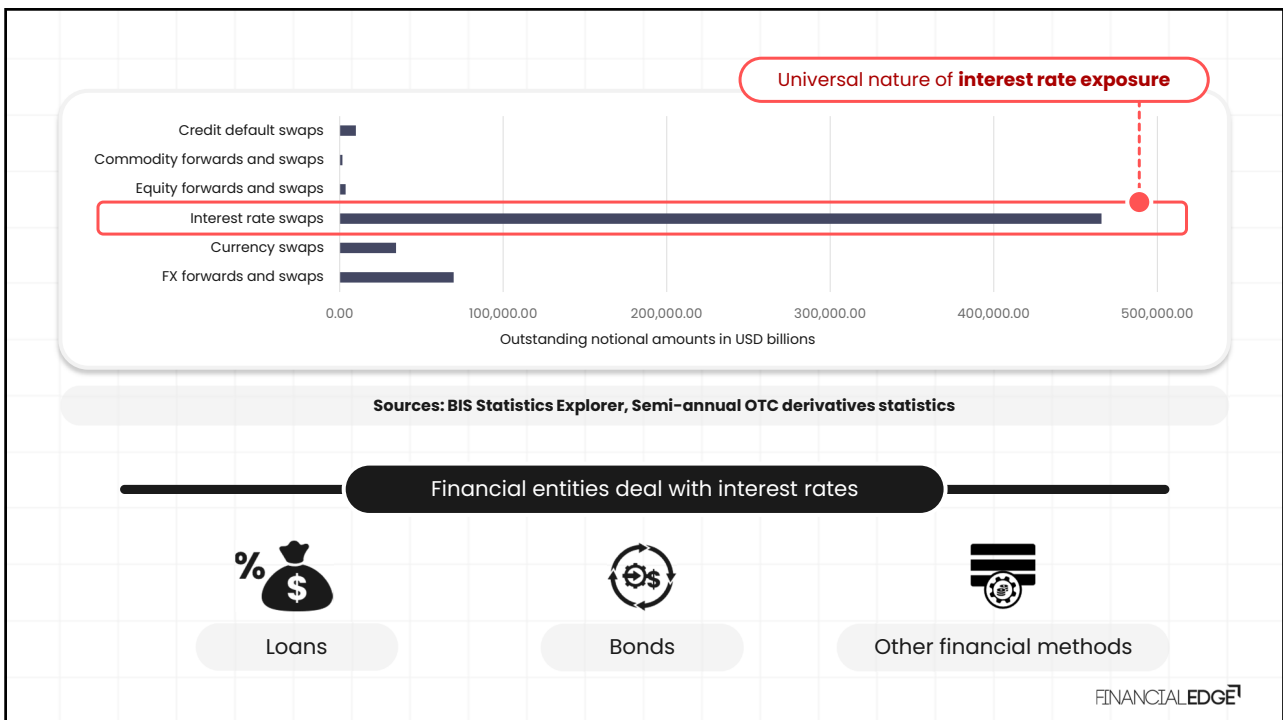 Universal nature of interest rate exposure
Credit default swaps
Commodity forwards and swaps
Equity forwards and swaps
Interest rate swaps
Currency swaps
FX forwards and swaps
0.00 100,000.00 200,000.00 300,000.00 400,000.00 500,000.00
Outstanding notional amounts in USD billions
Sources: BIS Statistics Explorer, Semi-annual OTC derivatives statistics
Financial entities deal with interest rates
% $
$
Loans Bonds Other financial methods
FINANCIALEDGE